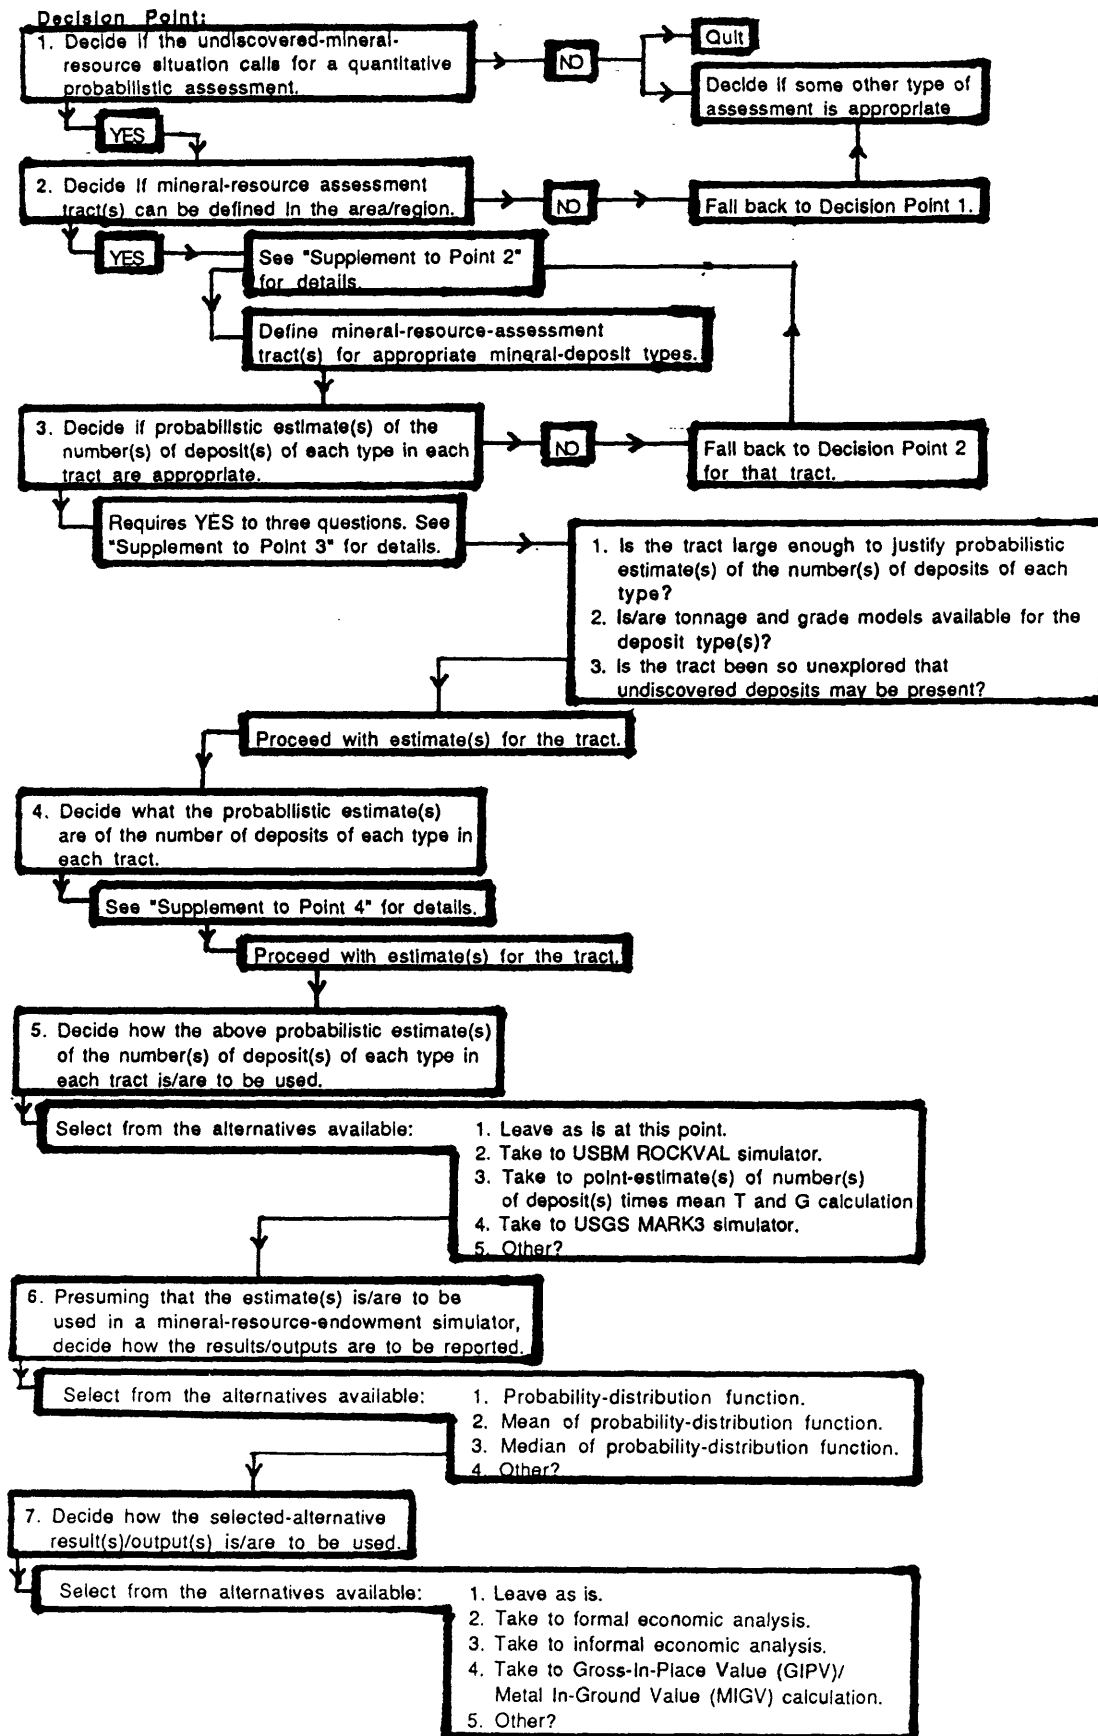 Decision Point:
1. Decide if the undiscovered-mineral-
resource situation calls for a quantitative
probabilistic assessment.
NO
Quit
Decide if some other type of
assessment is appropriate
YES
2. Decide if mineral-resource assessment
tract(s) can be defined in the area/region.
NO
Fall back to Decision Point 1.
YES
See "Supplement to Point 2"
for details.
Define mineral-resource-assessment
tract(s) for appropriate mineral-deposit types.
3. Decide if probabilistic estimate(s) of the
number(s) of deposit(s) of each type in each
tract are appropriate.
NO
Fall back to Decision Point 2
for that tract.
Requires YES to three questions. See
"Supplement to Point 3" for details.
1. Is the tract large enough to justify probabilistic
estimate(s) of the number(s) of deposits of each
type?
2. Is/are tonnage and grade models available for the
deposit type(s)?
3. Is the tract been so unexplored that
undiscovered deposits may be present?
Proceed with estimate(s) for the tract.
4. Decide what the probabilistic estimate(s)
are of the number of deposits of each type in
each tract.
See "Supplement to Point 4" for details.
Proceed with estimate(s) for the tract.
5. Decide how the above probabilistic estimate(s)
of the number(s) of deposit(s) of each type in
each tract is/are to be used.
Select from the alternatives available:
1. Leave as is at this point.
2. Take to USBM ROCKVAL simulator.
3. Take to point-estimate(s) of number(s)
of deposit(s) times mean T and G calculation
4. Take to USGS MARK3 simulator.
5. Other?
6. Presuming that the estimate(s) is/are to be
used in a mineral-resource-endowment simulator,
decide how the results/outputs are to be reported.
Select from the alternatives available:
1. Probability-distribution function.
2. Mean of probability-distribution function.
3. Median of probability-distribution function.
4. Other?
7. Decide how the selected-alternative
result(s)/output(s) is/are to be used.
Select from the alternatives available:
1. Leave as is.
2. Take to formal economic analysis.
3. Take to informal economic analysis.
4. Take to Gross-In-Place Value (GIPV)/
Metal In-Ground Value (MIGV) calculation.
5. Other?